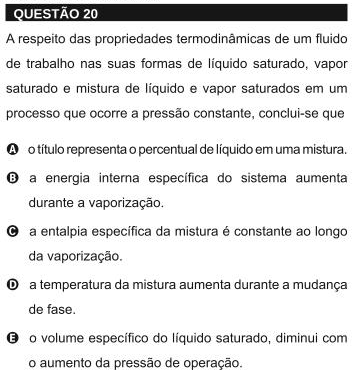 QUESTÃO 20
A respeito das propriedades termodinâmicas de um fluido
de trabalho nas suas formas de líquido saturado, vapor
saturado e mistura de líquido e vapor saturados em um
processo que ocorre a pressão constante, conclui-se que
A o título representa o percentual de líquido em uma mistura.
B a energia interna específica do sistema aumenta
durante a vaporização.
C a entalpia específica da mistura é constante ao longo
da vaporização.
D a temperatura da mistura aumenta durante a mudança
de fase.
E o volume específico do líquido saturado, diminui com
o aumento da pressão de operação.